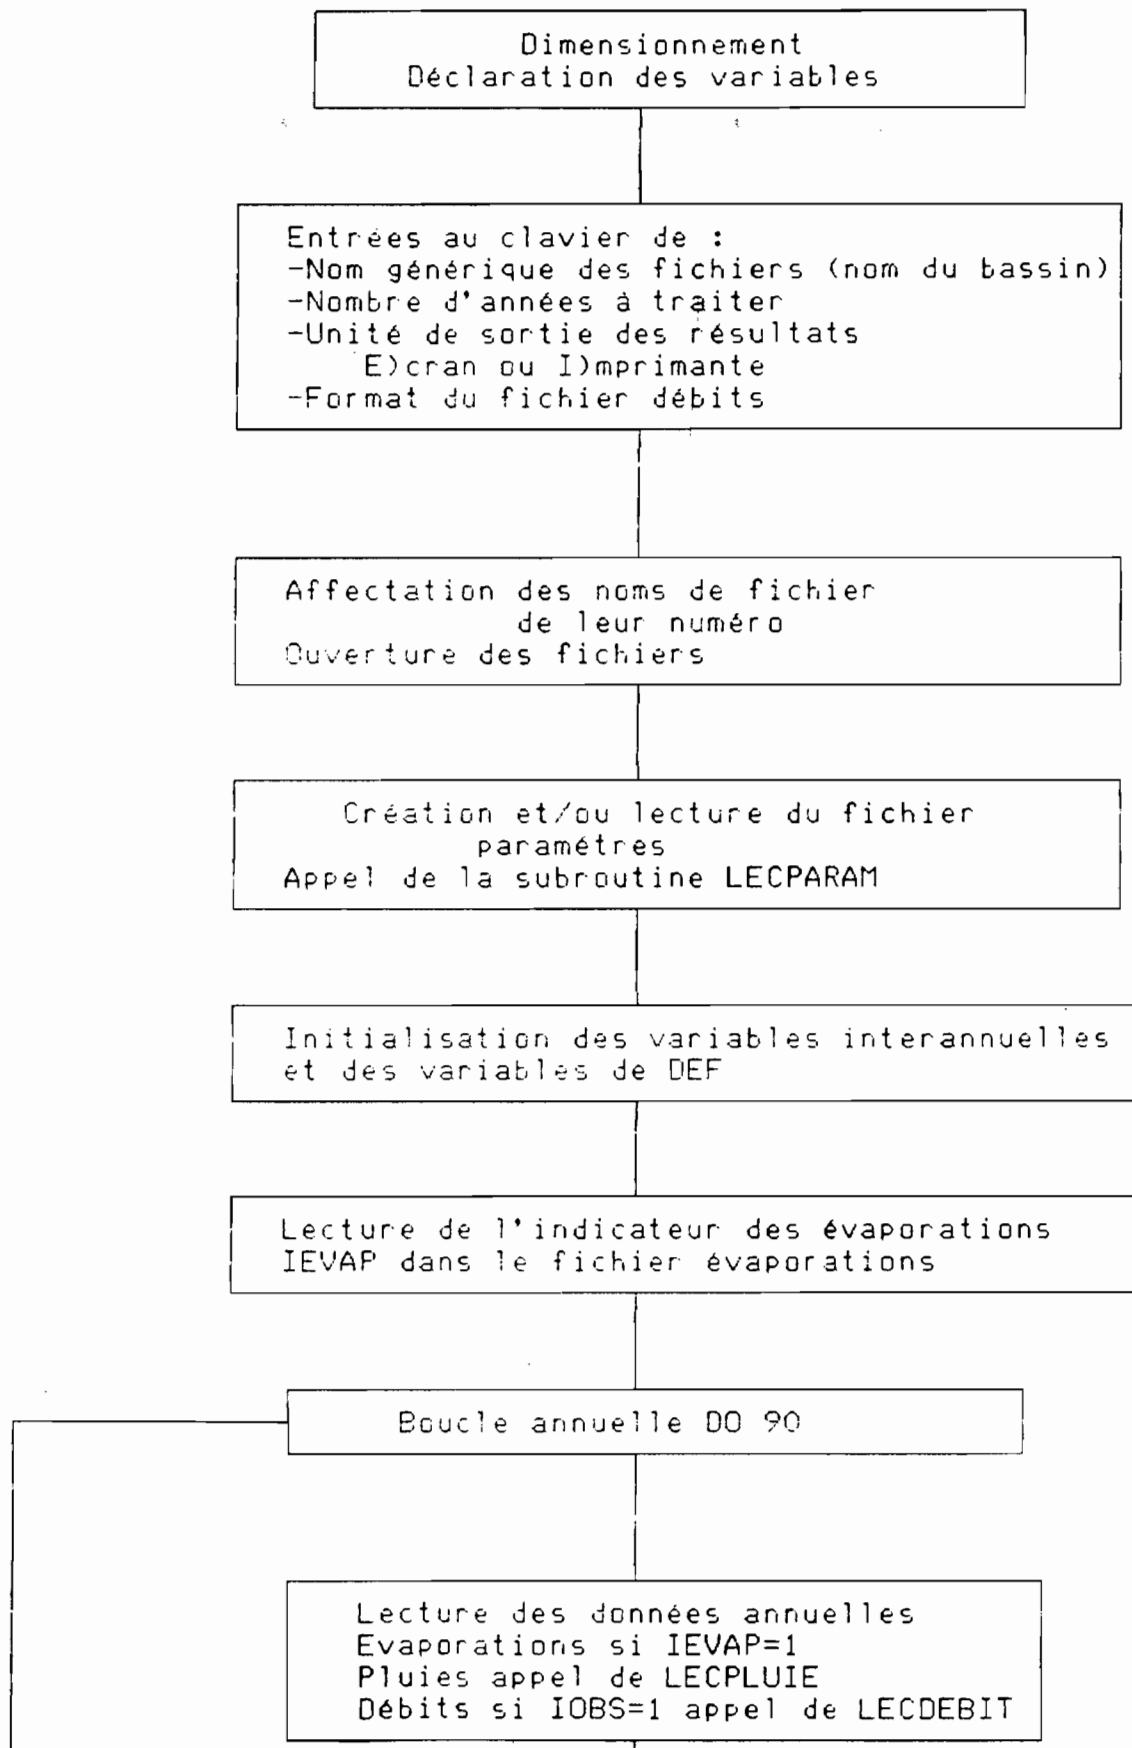 Dimensionnement
Déclaration des variables
Entrées au clavier de :
-Nom générique des fichiers (nom du bassin)
-Nombre d'années à traiter
-Unité de sortie des résultats
E)cran ou I)mprimante
-Format du fichier débits
Affectation des noms de fichier
de leur numéro
Ouverture des fichiers
Création et/ou lecture du fichier
paramétres
Appel de la subroutine LECPARAM
Initialisation des variables interannuelles
et des variables de DEF
Lecture de l'indicateur des évaporations
IEVAP dans le fichier évaporations
Boucle annuelle DO 90
Lecture des données annuelles
Evaporations si IEVAP=1
Pluies appel de LECPLUIE
Débits si IOBS=1 appel de LECDEBIT